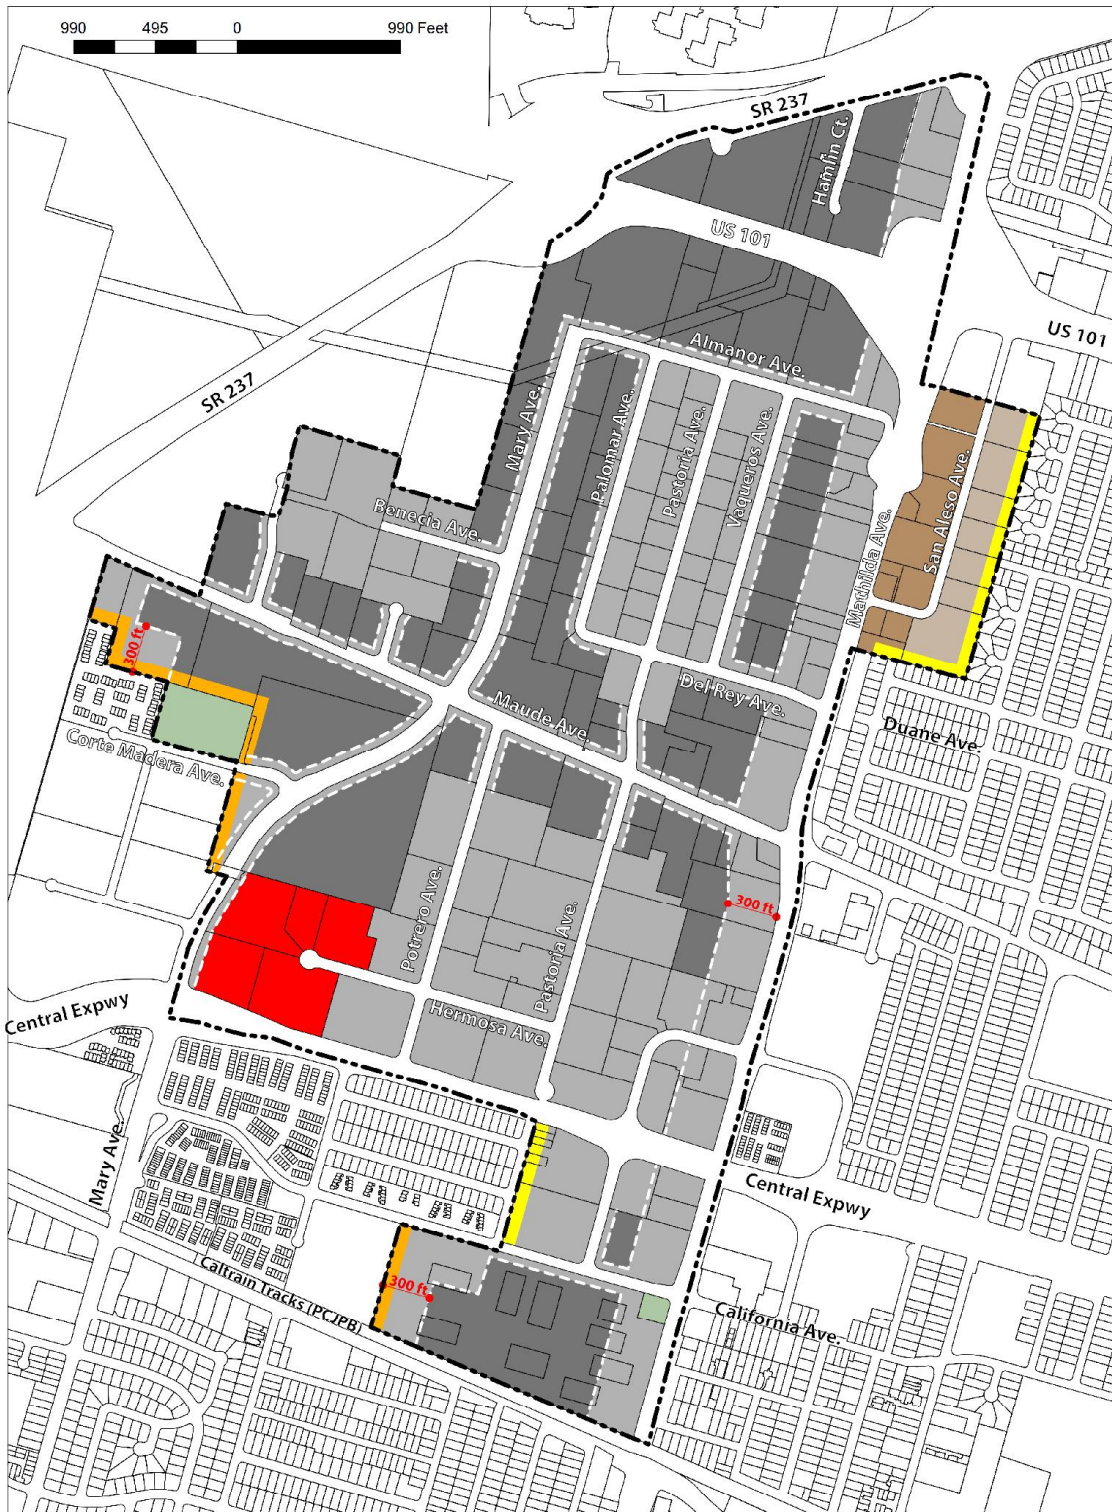 990 495 0 990 Feet
SR 237
Hamlin Ct.
US 101
US 101
Almanor Ave.
SR 237
Mary Ave.
Palomar Ave.
Pastoria Ave.
Vaqueros Ave.
San Aleso Ave.
Benecia Ave.
Mathilda Ave.
300 ft
Maude Ave.
Del Rey Ave.
Duane Ave.
Corte Madera Ave.
300 ft
Potrero Ave.
Pastoria Ave.
Central Expwy
Hermosa Ave.
Mary Ave.
Central Expwy
Caltrain Tracks (PCJPB)
300 ft
California Ave.